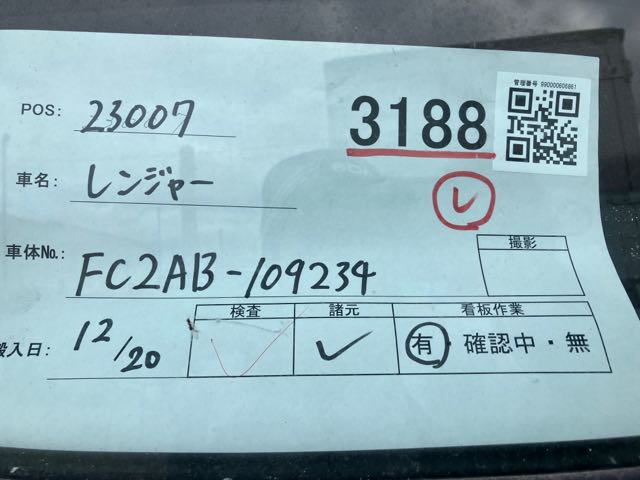 管理番号 990000606861
POS: 23007
3188
車名: レンジャー
レ
車体No.: FC2AB-109234
撮影
検査 諸元 看板作業
搬入日: 12/20
有・確認中・無